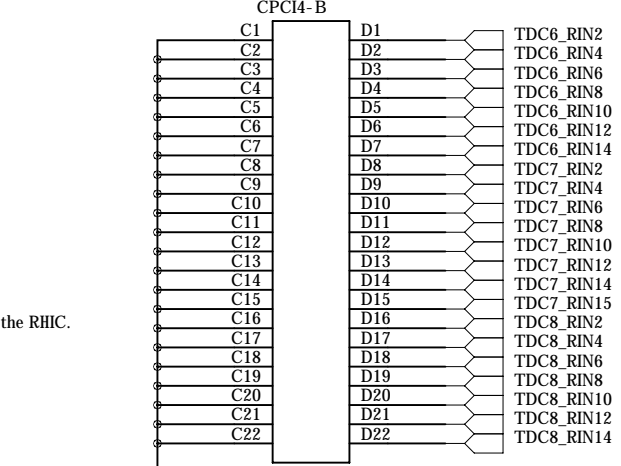 CPCI4-B
C1 D1 TDC6_RIN2
C2 D2 TDC6_RIN4
C3 D3 TDC6_RIN6
C4 D4 TDC6_RIN8
C5 D5 TDC6_RIN10
C6 D6 TDC6_RIN12
C7 D7 TDC6_RIN14
C8 D8 TDC7_RIN2
C9 D9 TDC7_RIN4
C10 D10 TDC7_RIN6
C11 D11 TDC7_RIN8
C12 D12 TDC7_RIN10
C13 D13 TDC7_RIN12
C14 D14 TDC7_RIN14
C15 D15 TDC7_RIN15
the RHIC. C16 D16 TDC8_RIN2
C17 D17 TDC8_RIN4
C18 D18 TDC8_RIN6
C19 D19 TDC8_RIN8
C20 D20 TDC8_RIN10
C21 D21 TDC8_RIN12
C22 D22 TDC8_RIN14